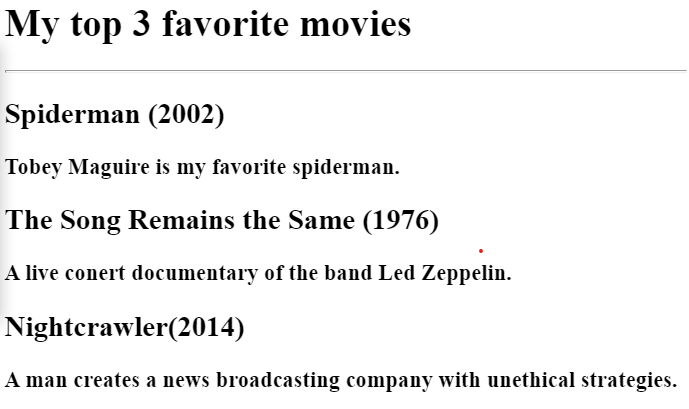 My top 3 favorite movies
Spiderman (2002)
Tobey Maguire is my favorite spiderman.
The Song Remains the Same (1976)
A live conert documentary of the band Led Zeppelin.
Nightcrawler(2014)
A man creates a news broadcasting company with unethical strategies.